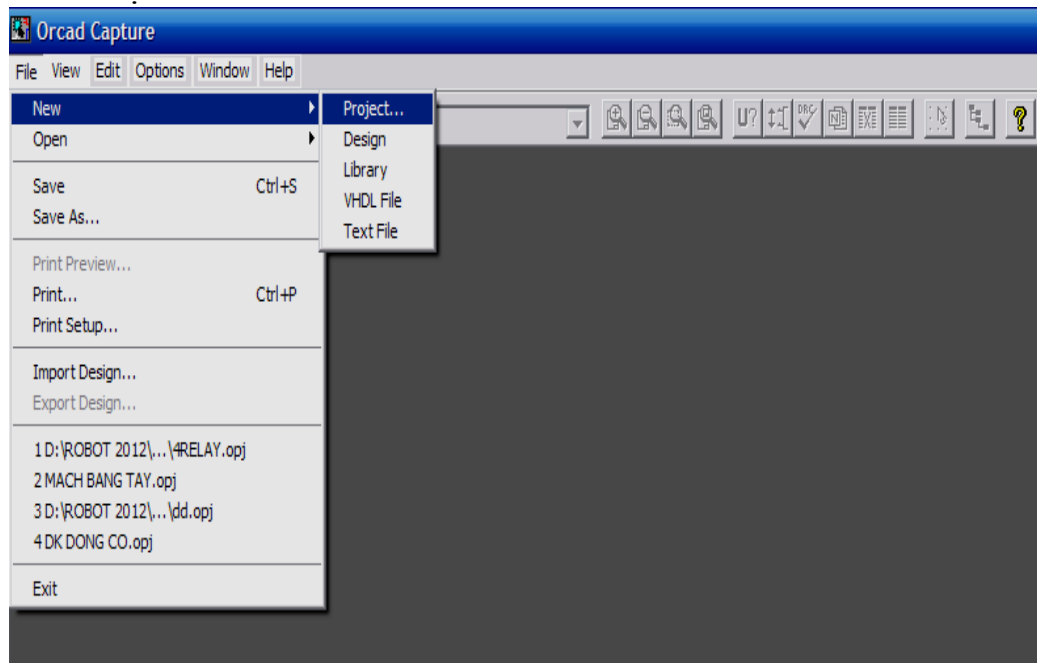 Orcad Capture
File View Edit Options Window Help
New
Open
Save Ctrl+S
Save As...
Print Preview...
Print... Ctrl+P
Print Setup...
Import Design...
Export Design...
1 D:\ROBOT 2012\...\4RELAY.opj
2 MACH BANG TAY.opj
3 D:\ROBOT 2012\...\dd.opj
4 DK DONG CO.opj
Exit
Project...
Design
Library
VHDL File
Text File
U? DRC N ?